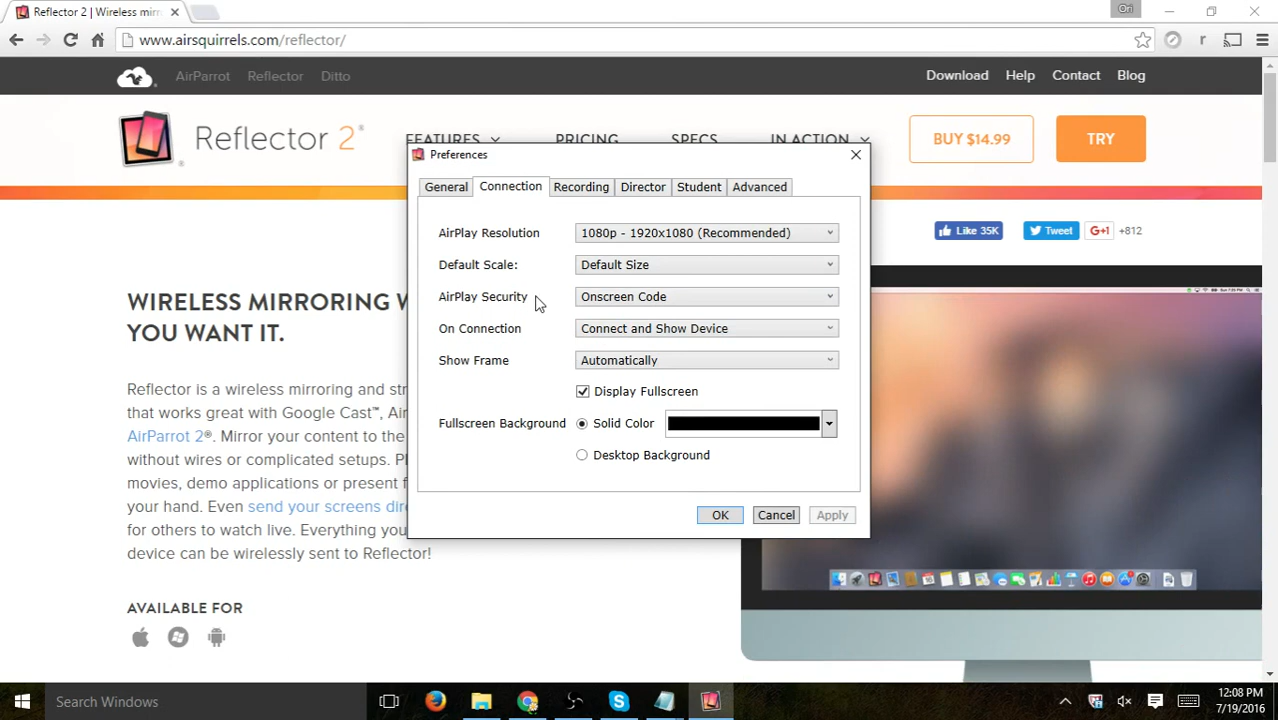 Reflector 2 | Wireless mirr
Ori
www.airsquirrels.com/reflector/
AirParrot Reflector Ditto
Download Help Contact Blog
Reflector 2®
FEATURES PRICING SPECS IN ACTION
BUY $14.99
TRY
Preferences
General Connection Recording Director Student Advanced
AirPlay Resolution 1080p - 1920x1080 (Recommended)
Default Scale: Default Size
AirPlay Security Onscreen Code
On Connection Connect and Show Device
Show Frame Automatically
Display Fullscreen
Fullscreen Background Solid Color
Desktop Background
OK Cancel Apply
Like 35K Tweet G+1 +812
WIRELESS MIRRORING W
YOU WANT IT.
Reflector is a wireless mirroring and str
that works great with Google Cast™, Air
AirParrot 2®. Mirror your content to the
without wires or complicated setups. Pl
movies, demo applications or present f
your hand. Even send your screens dire
for others to watch live. Everything you
device can be wirelessly sent to Reflector!
AVAILABLE FOR
Search Windows
12:08 PM
7/19/2016